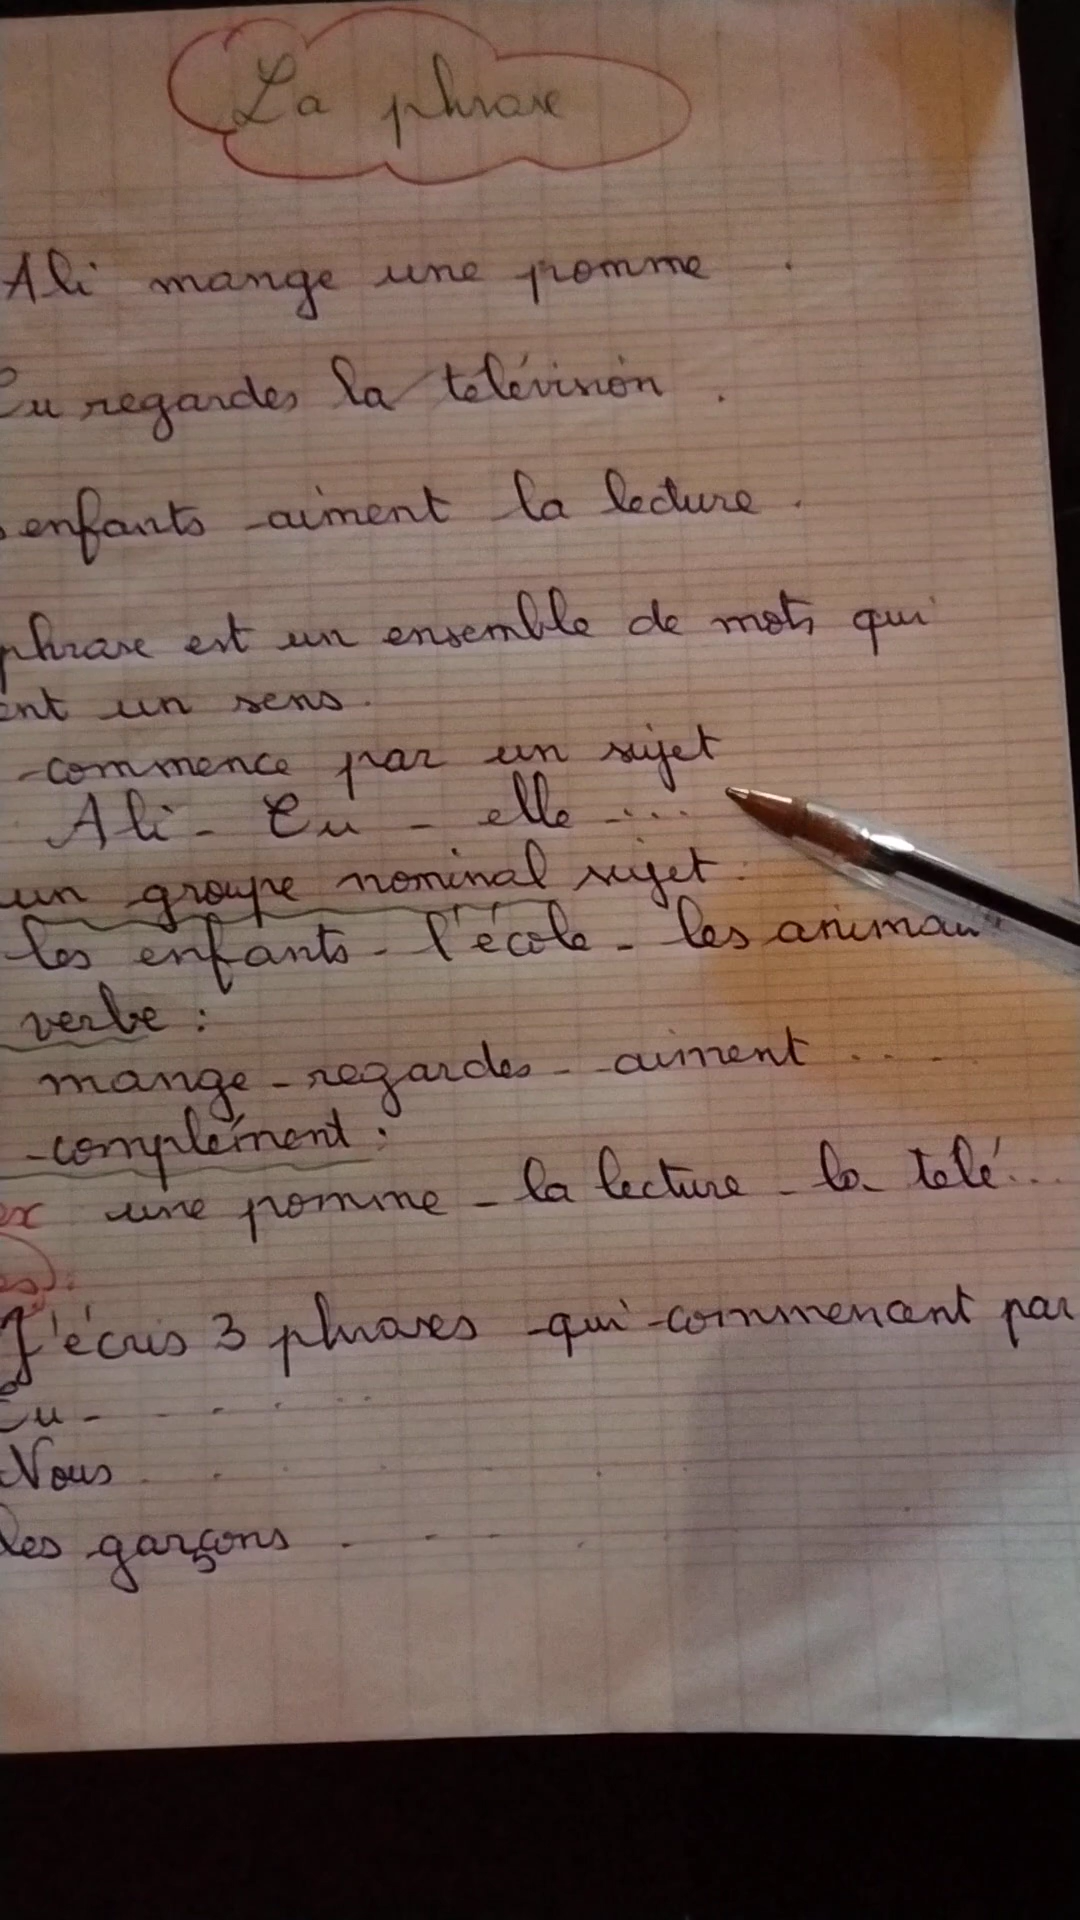 La phrase
Ali mange une pomme .
Tu regardes la télévision .
enfants aiment la lecture .
phrase est un ensemble de mots qui
ent un sens .
commence par un sujet
Ali - Tu - elle ....
un groupe nominal sujet :
les enfants - l'école - les animaux
verbe :
mange - regardes - aiment ....
complément :
ex une pomme - la lecture - la télé...
J'écris 3 phrases qui commencent par
Tu - - - - - -
Nous . . . . .
les garçons . - - . .